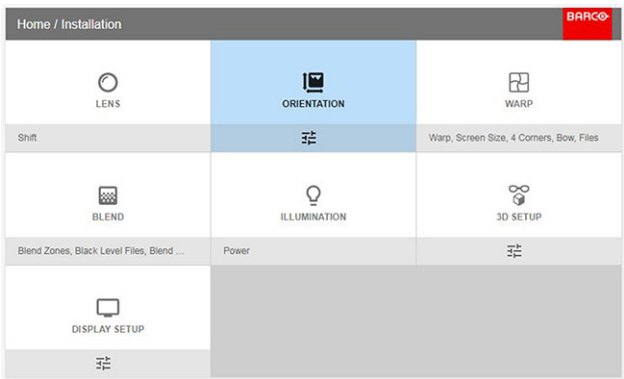 Home / Installation
BARCO
LENS
ORIENTATION
WARP
Shift
Warp, Screen Size, 4 Corners, Bow, Files
BLEND
ILLUMINATION
3D SETUP
Blend Zones, Black Level Files, Blend ...
Power
DISPLAY SETUP